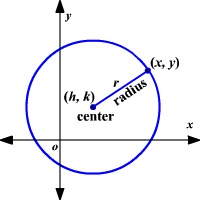 y
(x, y)
r
radius
(h, k)
center
x
o